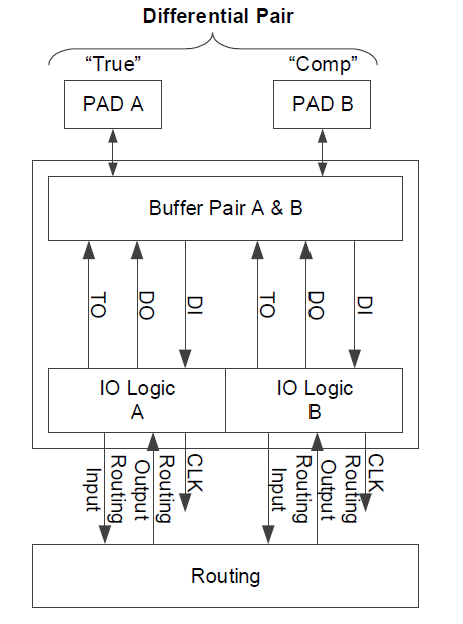 Differential Pair
“True”
“Comp”
PAD A
PAD B
Buffer Pair A & B
TO
DO
DI
TO
DO
DI
IO Logic
A
IO Logic
B
Routing
Input
Routing
Output
CLK
Routing
Input
Routing
Output
CLK
Routing